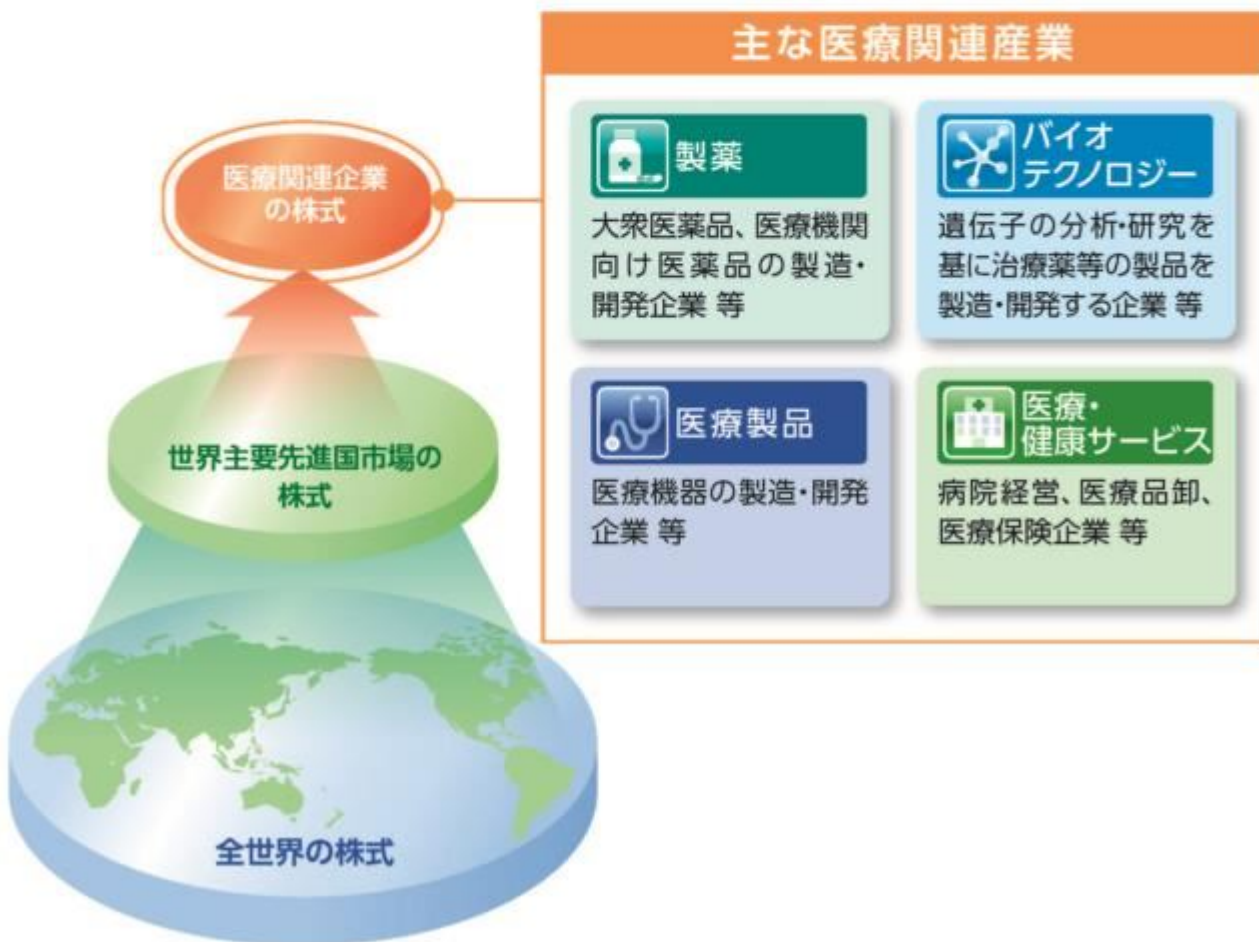 主な医療関連産業
医療関連企業
の株式
世界主要先進国市場の
株式
全世界の株式
製薬
大衆医薬品、医療機関
向け医薬品の製造・
開発企業 等
バイオ
テクノロジー
遺伝子の分析・研究を
基に治療薬等の製品を
製造・開発する企業 等
医療製品
医療機器の製造・開発
企業 等
医療・
健康サービス
病院経営、医療品卸、
医療保険企業 等